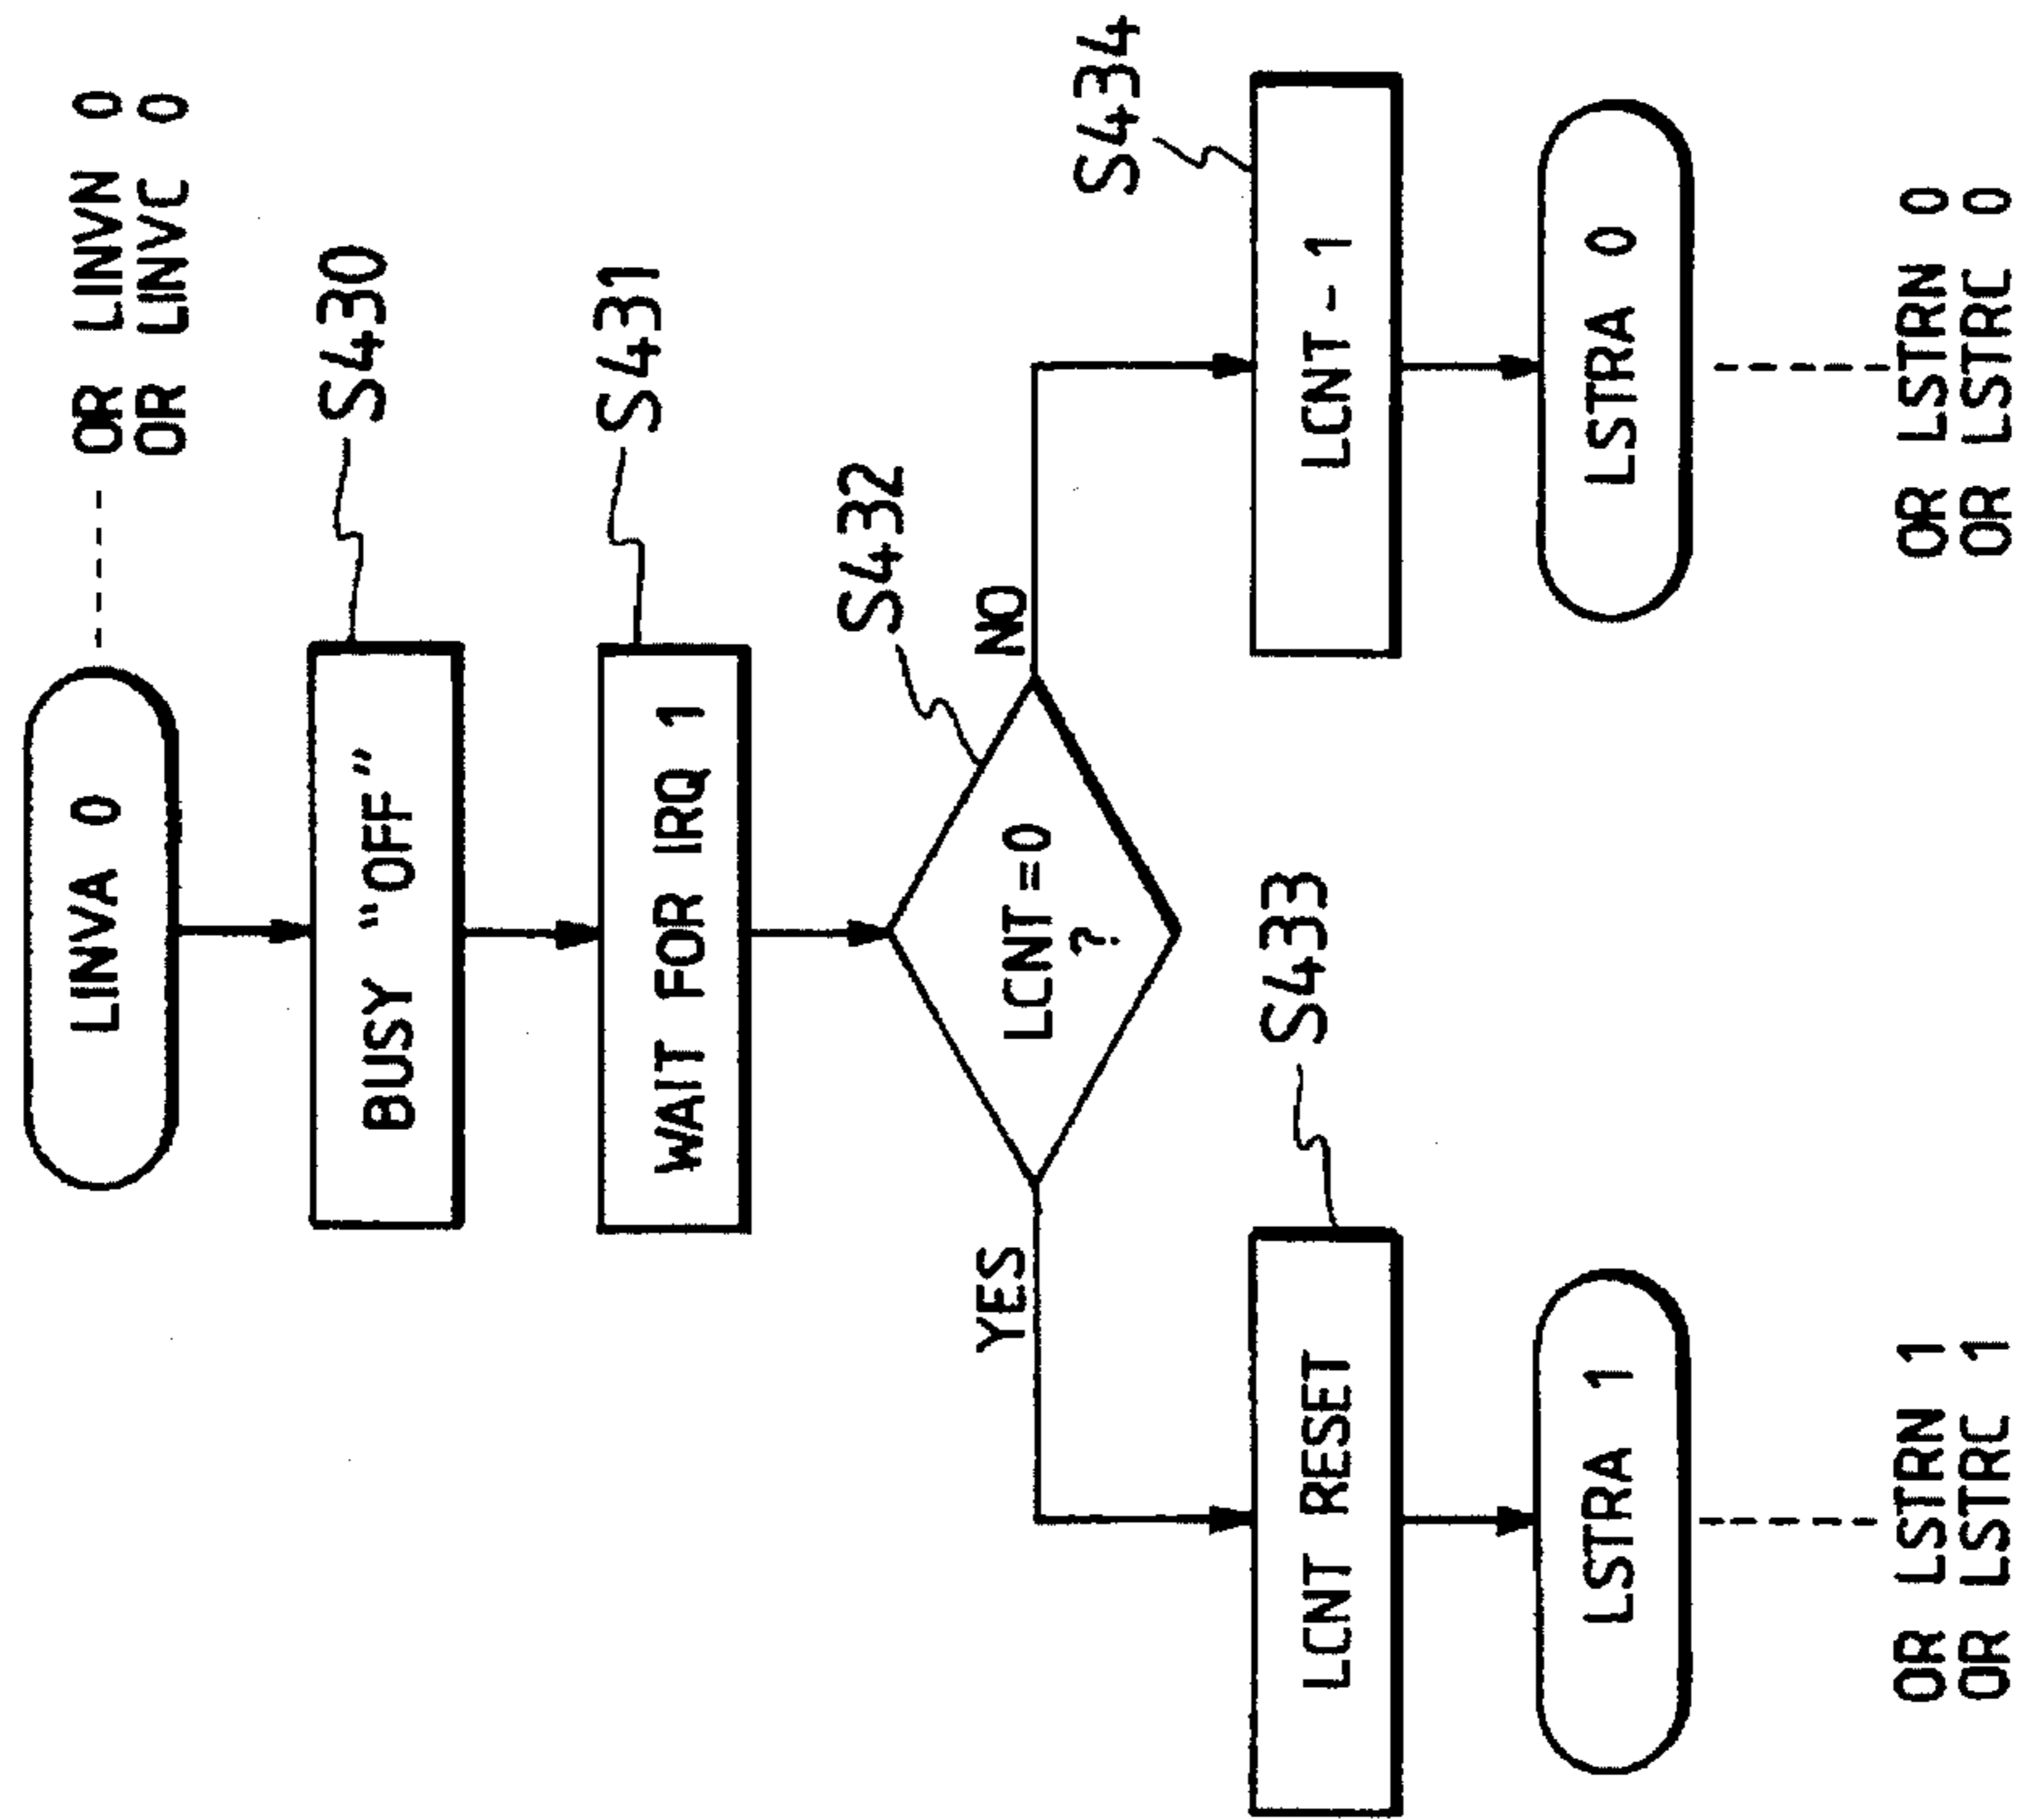 LINVA 0
OR LINVN 0
OR LINVC 0
BUSY "OFF"
S430
WAIT FOR IRQ 1
S431
S432
LCNT=0
?
YES
NO
LCNT RESET
S433
LCNT-1
S434
LSTRA 1
LSTRA 0
OR LSTRN 1
OR LSTRC 1
OR LSTRN 0
OR LSTRC 0